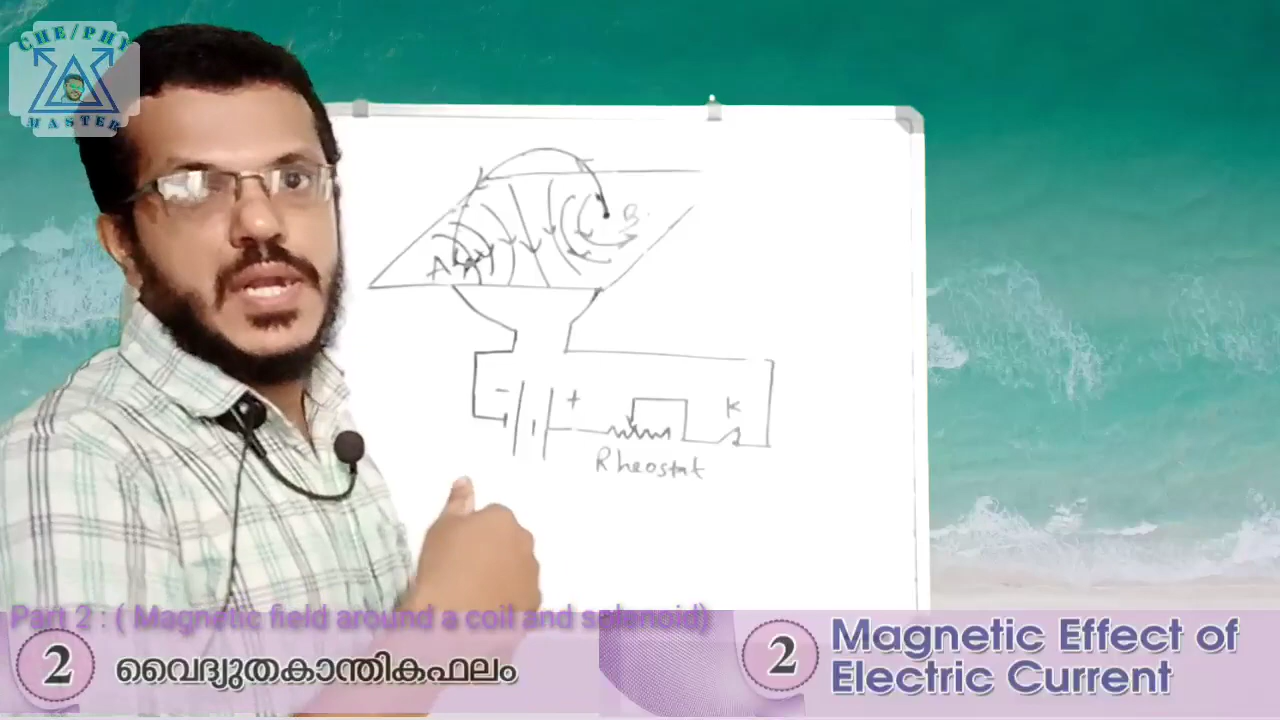 CHE/PHY
MASTER
A
B
-
+
K
Rheostat
Part 2 : ( Magnetic field around a coil and solenoid)
2
വൈദ്യുതകാന്തികഫലം
2
Magnetic Effect of
Electric Current